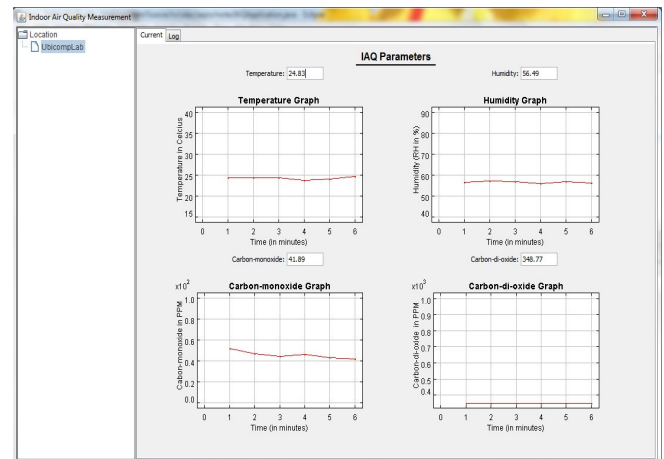 Indoor Air Quality Measurement
Location
UbicompLab
Current Log
IAQ Parameters
Temperature: 24.83
Humidity: 56.49
Temperature Graph
Temperature in Celcius
40
35
30
25
20
15
0 1 2 3 4 5 6
Time (in minutes)
Humidity Graph
Humidity (RH in %)
90
80
70
60
50
40
0 1 2 3 4 5 6
Time (in minutes)
Carbon-monoxide: 41.89
Carbon-di-oxide: 348.77
Carbon-monoxide Graph
x10²
Cabon-monoxide in PPM
1.0
0.8
0.6
0.4
0.2
0.0
0 1 2 3 4 5 6
Time (in minutes)
Carbon-di-oxide Graph
x10³
Carbon-di-oxide in PPM
1.0
0.9
0.8
0.7
0.6
0.5
0.4
0 1 2 3 4 5 6
Time (in minutes)